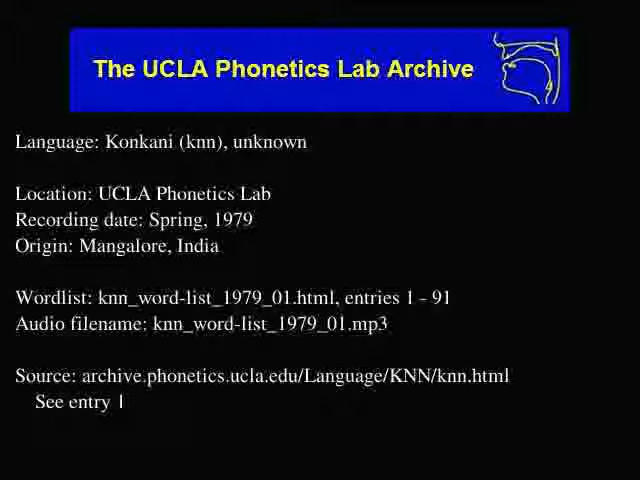 The UCLA Phonetics Lab Archive
Language: Konkani (knn), unknown
Location: UCLA Phonetics Lab
Recording date: Spring, 1979
Origin: Mangalore, India
Wordlist: knn_word-list_1979_01.html, entries 1 - 91
Audio filename: knn_word-list_1979_01.mp3
Source: archive.phonetics.ucla.edu/Language/KNN/knn.html
See entry 1